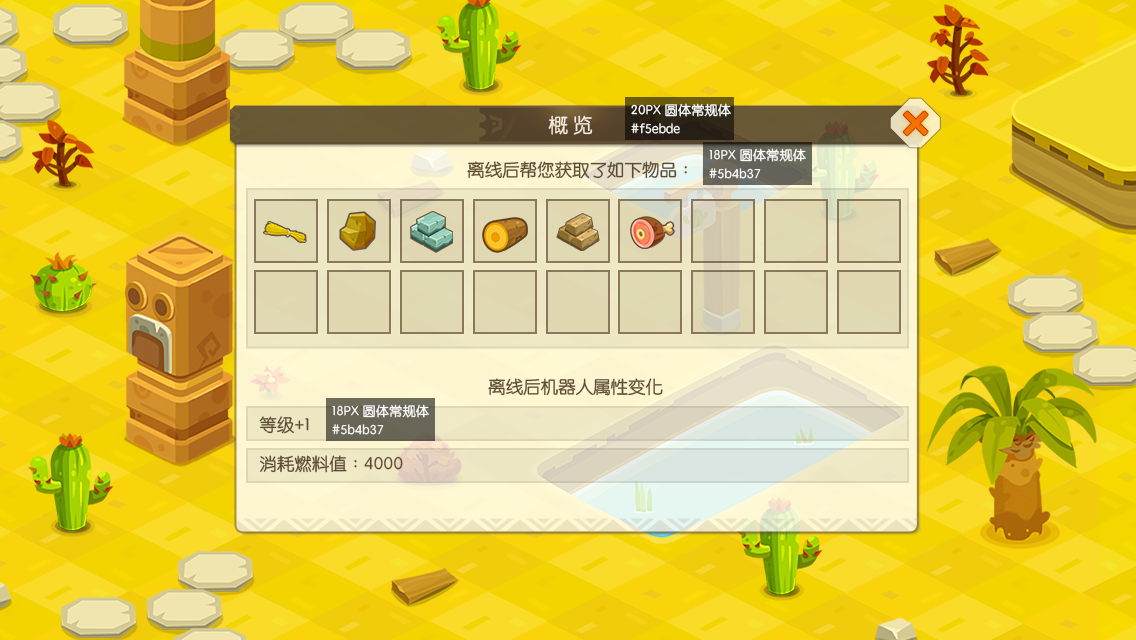 概览
20PX 圆体常规体
#f5ebde
离线后帮您获取了如下物品：
18PX 圆体常规体
#5b4b37
离线后机器人属性变化
等级+1
18PX 圆体常规体
#5b4b37
消耗燃料值：4000